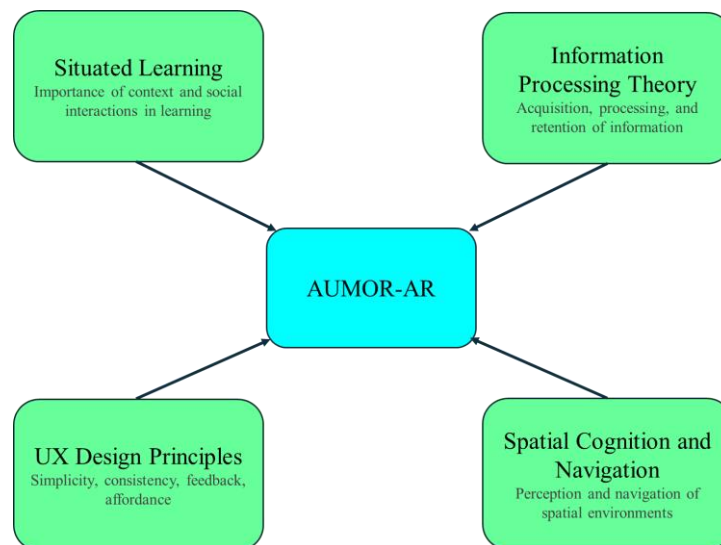 Situated Learning
Importance of context and social
interactions in learning
Information
Processing Theory
Acquisition, processing, and
retention of information
AUMOR-AR
UX Design Principles
Simplicity, consistency, feedback,
affordance
Spatial Cognition and
Navigation
Perception and navigation of
spatial environments